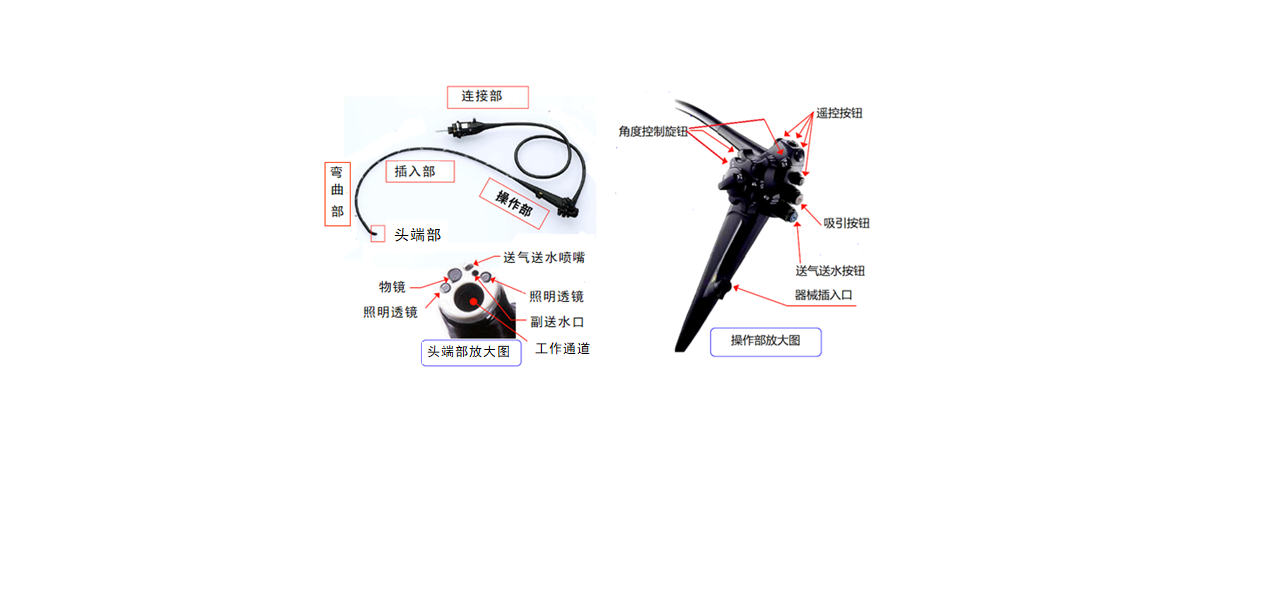 连接部
插入部
弯曲部
操作部
头端部
送气送水喷嘴
物镜
照明透镜
照明透镜
副送水口
工作通道
头端部放大图
遥控按钮
角度控制旋钮
吸引按钮
送气送水按钮
器械插入口
操作部放大图